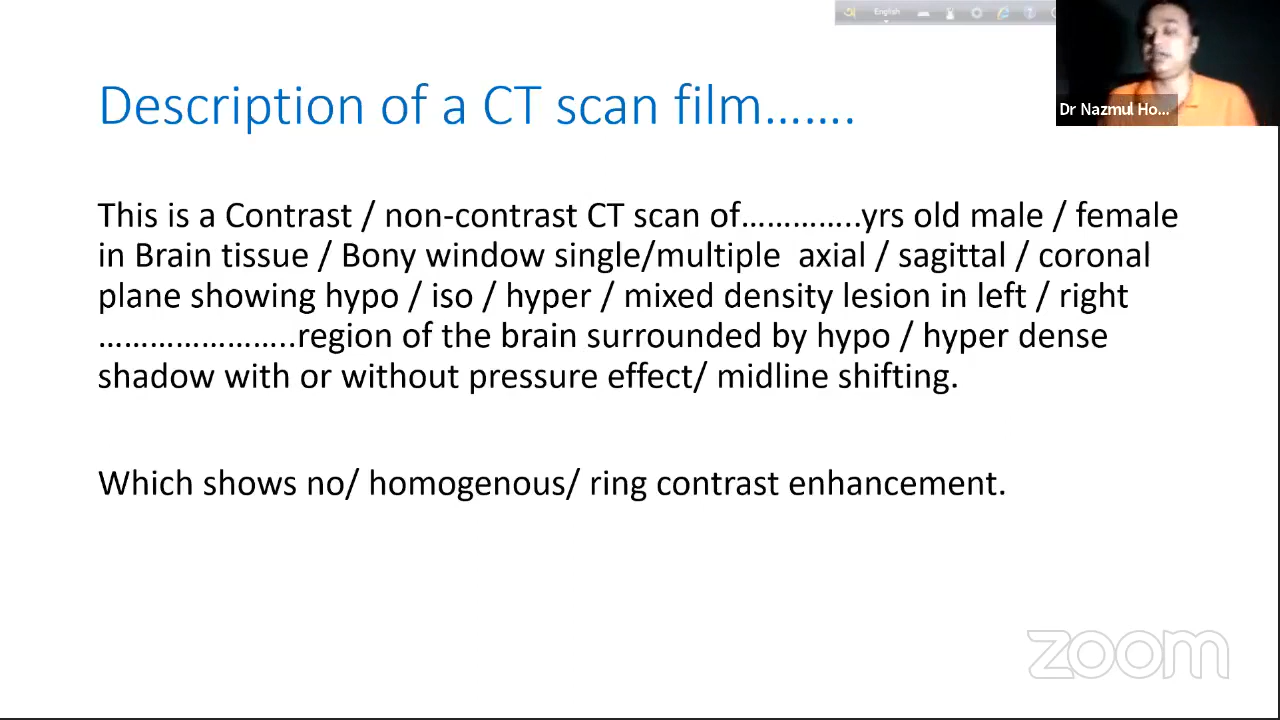 English
Dr Nazmul Ho...
Description of a CT scan film…….
This is a Contrast / non-contrast CT scan of…………..yrs old male / female
in Brain tissue / Bony window single/multiple  axial / sagittal / coronal
plane showing hypo / iso / hyper / mixed density lesion in left / right
…………………..region of the brain surrounded by hypo / hyper dense
shadow with or without pressure effect/ midline shifting.
Which shows no/ homogenous/ ring contrast enhancement.
zoom